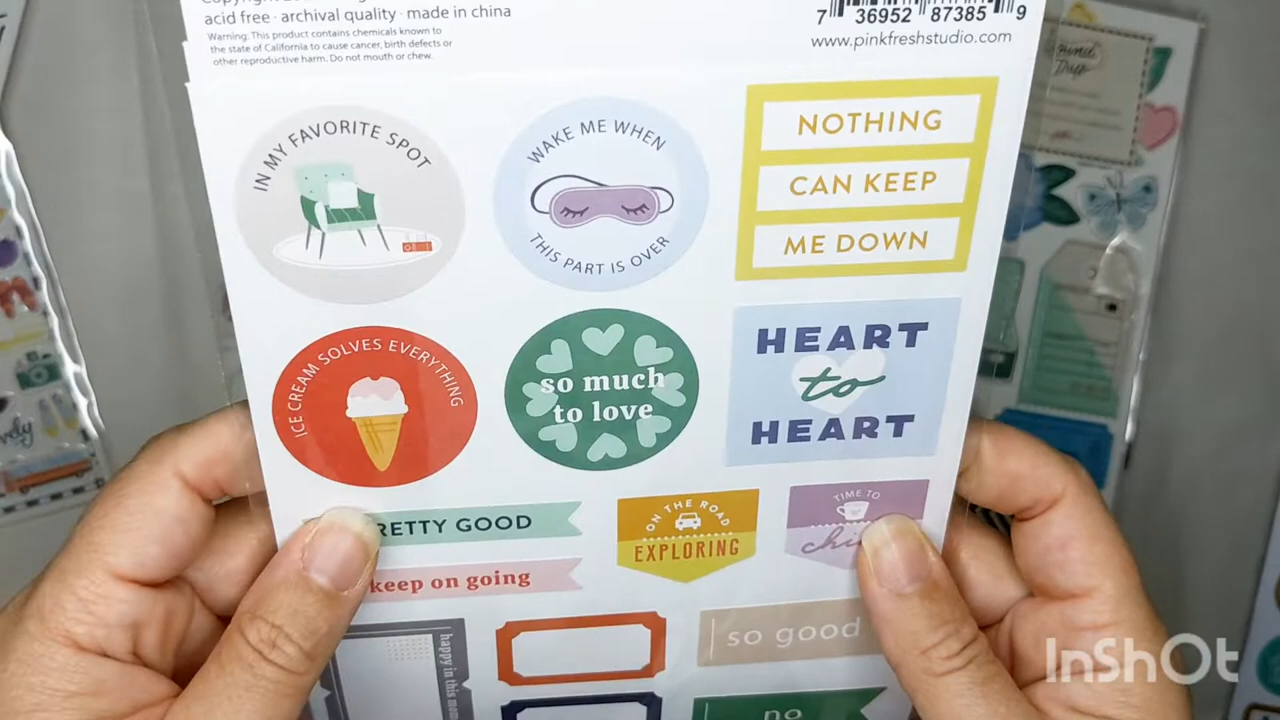 acid free · archival quality · made in china
Warning: This product contains chemicals known to
the state of California to cause cancer, birth defects or
other reproductive harm. Do not mouth or chew.
7 36952 87385 9
www.pinkfreshstudio.com
IN MY FAVORITE SPOT
WAKE ME WHEN
THIS PART IS OVER
NOTHING
CAN KEEP
ME DOWN
ICE CREAM SOLVES EVERYTHING
so much
to love
HEART
to
HEART
RETTY GOOD
keep on going
ON THE ROAD
EXPLORING
TIME TO
happy in this
so good
no
InShOt